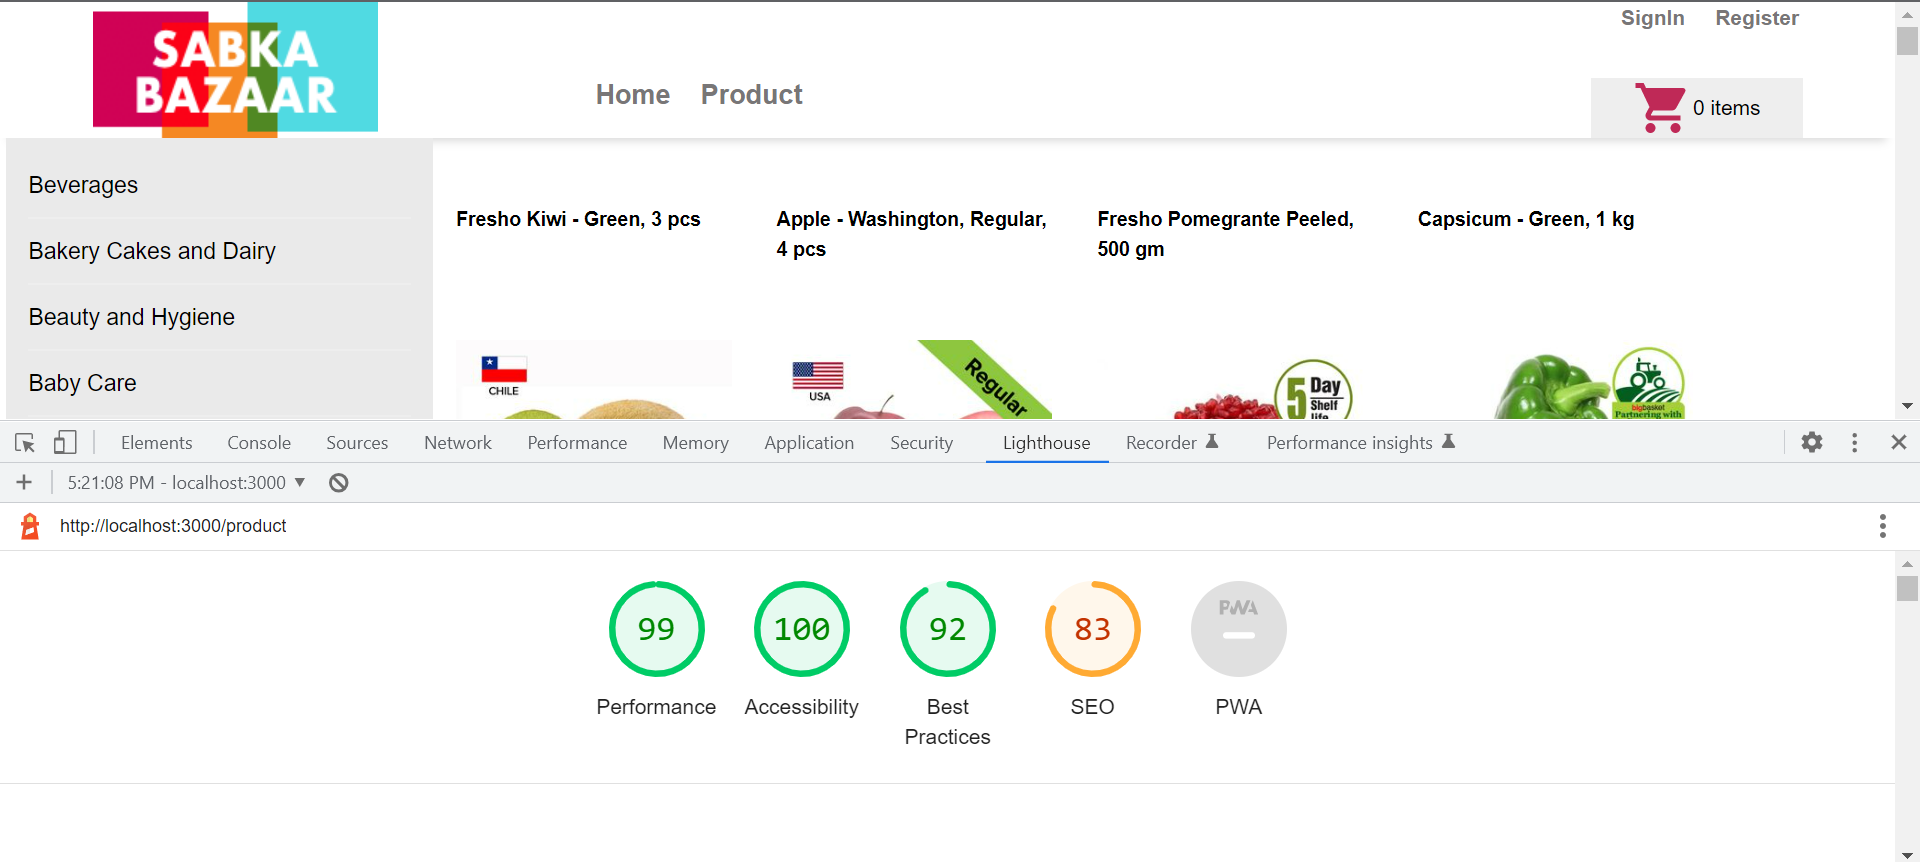 SABKA
BAZAAR
Home Product
SignIn Register
0 items
Beverages
Bakery Cakes and Dairy
Beauty and Hygiene
Baby Care
Fresho Kiwi - Green, 3 pcs
Apple - Washington, Regular,
4 pcs
Fresho Pomegrante Peeled,
500 gm
Capsicum - Green, 1 kg
CHILE
USA
Regular
5 Day
Shelf
life
bigbasket
Partnering with
Elements Console Sources Network Performance Memory Application Security Lighthouse Recorder Performance insights
5:21:08 PM - localhost:3000
http://localhost:3000/product
99
Performance
100
Accessibility
92
Best
Practices
83
SEO
PWA
PWA